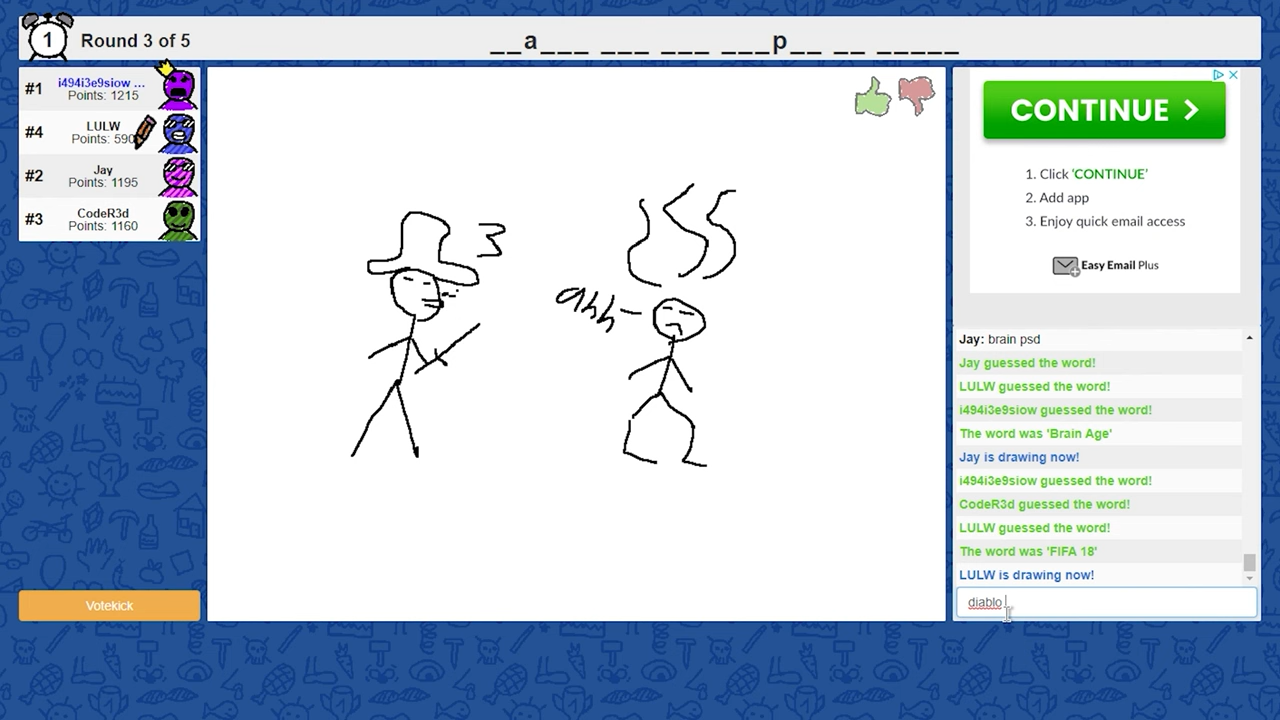 1
Round 3 of 5
__a___ ___ ___ ___p__ __ _____
#1
i494i3e9siow ...
Points: 1215
#4
LULW
Points: 590
#2
Jay
Points: 1195
#3
CodeR3d
Points: 1160
Votekick
3
ahh
CONTINUE >
1. Click 'CONTINUE'
2. Add app
3. Enjoy quick email access
Easy Email Plus
Jay: brain psd
Jay guessed the word!
LULW guessed the word!
i494i3e9siow guessed the word!
The word was 'Brain Age'
Jay is drawing now!
i494i3e9siow guessed the word!
CodeR3d guessed the word!
LULW guessed the word!
The word was 'FIFA 18'
LULW is drawing now!
diablo